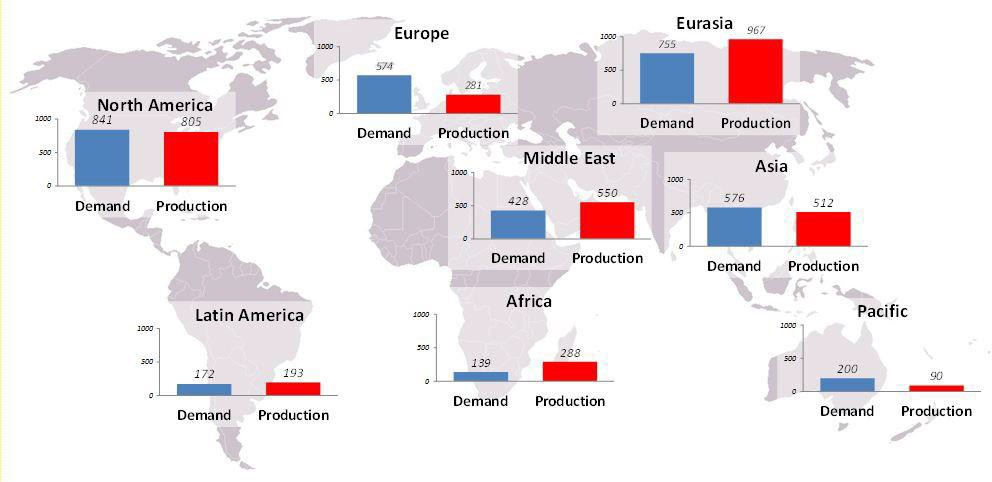 Europe
1000
500
0
574
281
Demand Production
Eurasia
1000
500
0
755
967
Demand Production
North America
1000
500
0
841
805
Demand Production
Middle East
1000
500
0
428
550
Demand Production
Asia
1000
500
0
576
512
Demand Production
Latin America
1000
500
0
172
193
Demand Production
Africa
1000
500
0
139
288
Demand Production
Pacific
1000
500
0
200
90
Demand Production